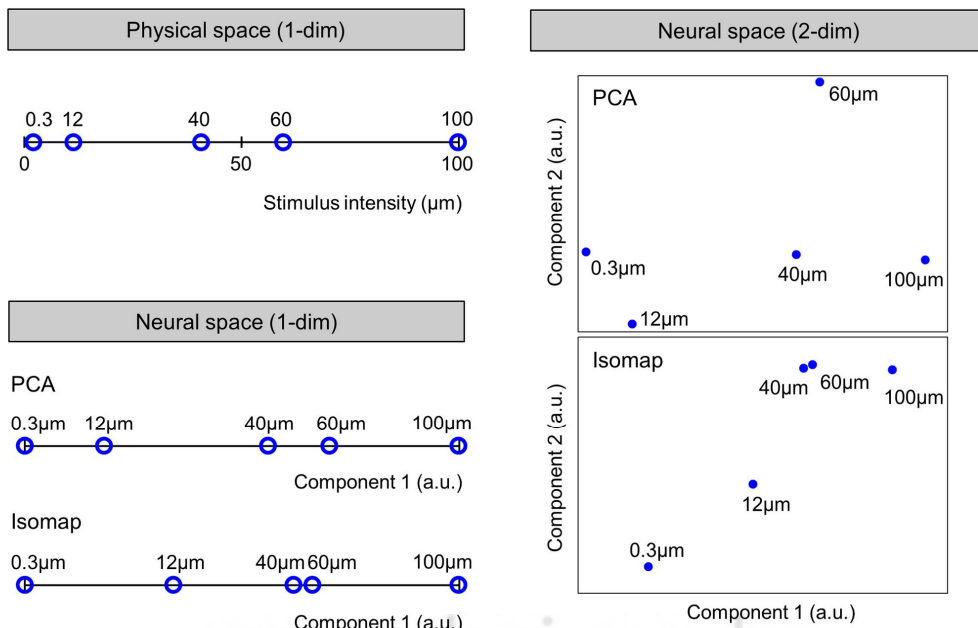 Physical space (1-dim)
0.3 12 40 60 100
0 50 100
Stimulus intensity (µm)
Neural space (1-dim)
PCA
0.3µm 12µm 40µm 60µm 100µm
Component 1 (a.u.)
Isomap
0.3µm 12µm 40µm 60µm 100µm
Component 1 (a.u.)
Neural space (2-dim)
PCA
60µm
Component 2 (a.u.)
0.3µm
40µm
100µm
12µm
Isomap
40µm
60µm
100µm
Component 2 (a.u.)
12µm
0.3µm
Component 1 (a.u.)